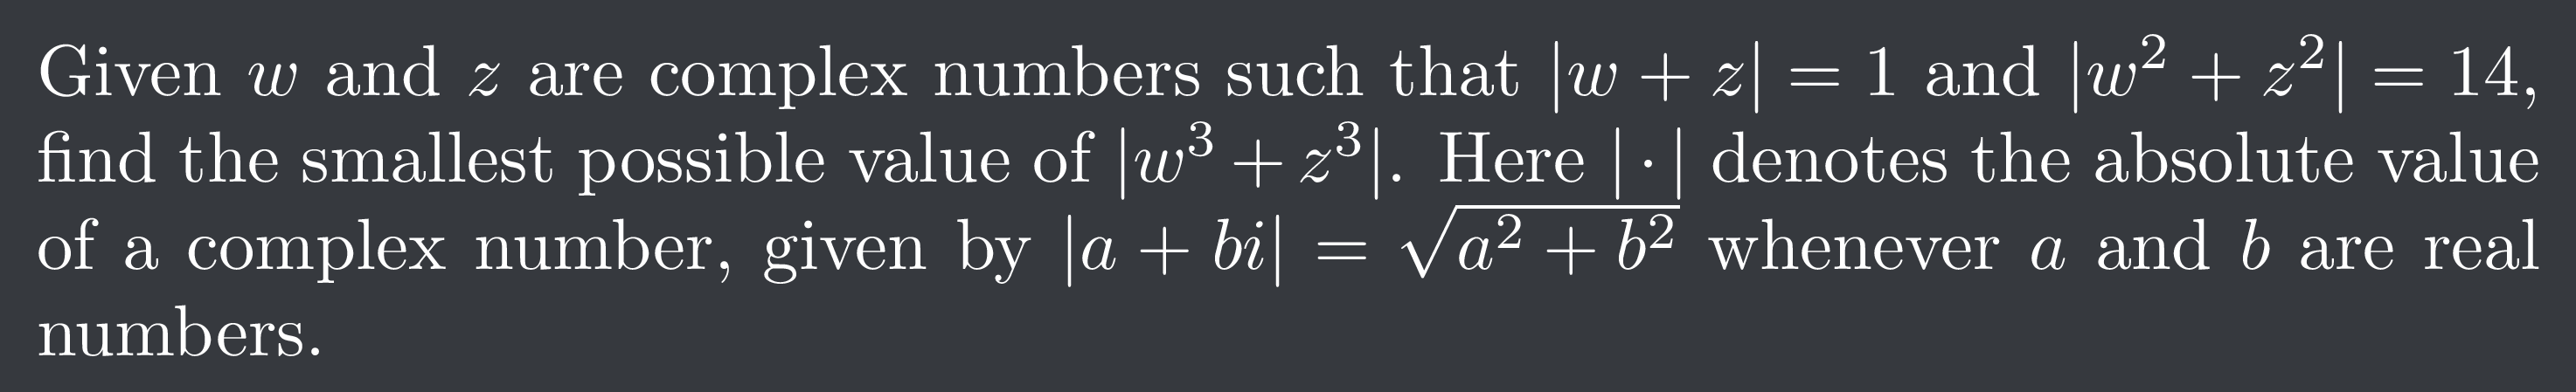 Given w and z are complex numbers such that |w + z| = 1 and |w² + z²| = 14,
find the smallest possible value of |w³ + z³|. Here | · | denotes the absolute value
of a complex number, given by |a + bi| = √(a² + b²) whenever a and b are real
numbers.